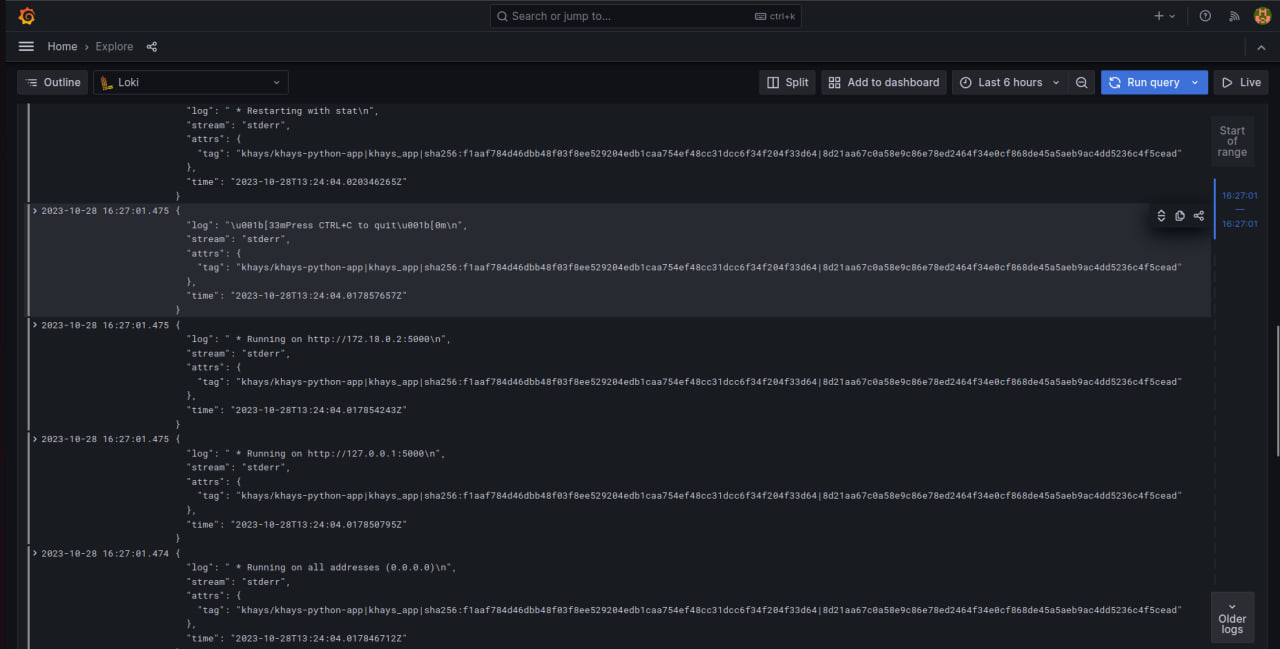 Search or jump to...
ctrl+k
Home
Explore
Outline
Loki
Split
Add to dashboard
Last 6 hours
Run query
Live
"log": " * Restarting with stat\n",
"stream": "stderr",
"attrs": {
"tag": "khays/khays-python-app|khays_app|sha256:f1aaf784d46dbb48f03f8ee529204edb1caa754ef48cc31dcc6f34f204f33d64|8d21aa67c0a58e9c86e78ed2464f34e0cf868de45a5aeb9ac4dd5236c4f5cead"
},
"time": "2023-10-28T13:24:04.020346265Z"
}
2023-10-28 16:27:01.475 {
"log": "\u001b[33mPress CTRL+C to quit\u001b[0m\n",
"stream": "stderr",
"attrs": {
"tag": "khays/khays-python-app|khays_app|sha256:f1aaf784d46dbb48f03f8ee529204edb1caa754ef48cc31dcc6f34f204f33d64|8d21aa67c0a58e9c86e78ed2464f34e0cf868de45a5aeb9ac4dd5236c4f5cead"
},
"time": "2023-10-28T13:24:04.017857657Z"
}
2023-10-28 16:27:01.475 {
"log": " * Running on http://172.18.0.2:5000\n",
"stream": "stderr",
"attrs": {
"tag": "khays/khays-python-app|khays_app|sha256:f1aaf784d46dbb48f03f8ee529204edb1caa754ef48cc31dcc6f34f204f33d64|8d21aa67c0a58e9c86e78ed2464f34e0cf868de45a5aeb9ac4dd5236c4f5cead"
},
"time": "2023-10-28T13:24:04.017854243Z"
}
2023-10-28 16:27:01.475 {
"log": " * Running on http://127.0.0.1:5000\n",
"stream": "stderr",
"attrs": {
"tag": "khays/khays-python-app|khays_app|sha256:f1aaf784d46dbb48f03f8ee529204edb1caa754ef48cc31dcc6f34f204f33d64|8d21aa67c0a58e9c86e78ed2464f34e0cf868de45a5aeb9ac4dd5236c4f5cead"
},
"time": "2023-10-28T13:24:04.017850795Z"
}
2023-10-28 16:27:01.474 {
"log": " * Running on all addresses (0.0.0.0)\n",
"stream": "stderr",
"attrs": {
"tag": "khays/khays-python-app|khays_app|sha256:f1aaf784d46dbb48f03f8ee529204edb1caa754ef48cc31dcc6f34f204f33d64|8d21aa67c0a58e9c86e78ed2464f34e0cf868de45a5aeb9ac4dd5236c4f5cead"
},
"time": "2023-10-28T13:24:04.017846712Z"
Start
of
range
16:27:01
—
16:27:01
Older
logs